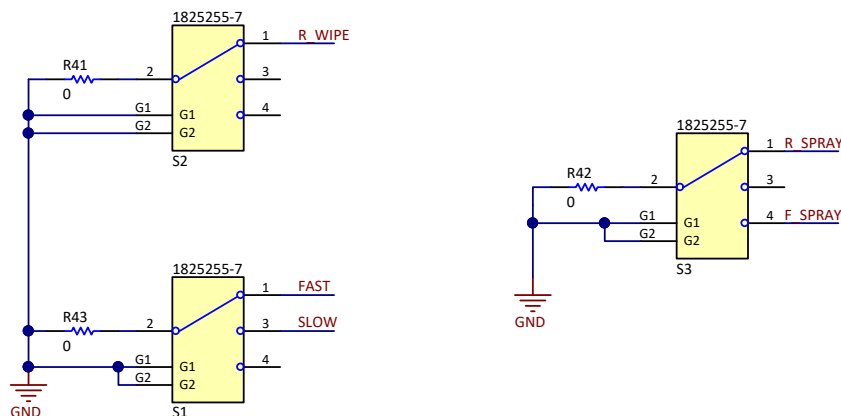 1825255-7
1 R_WIPE
R41
0
2
3
G1 G1
4
G2 G2
S2
1825255-7
1 R_SPRAY
R42
0
2
3
G1 G1
4 F_SPRAY
G2 G2
S3
GND
1825255-7
1 FAST
R43
0
2
3 SLOW
G1 G1
4
G2 G2
S1
GND